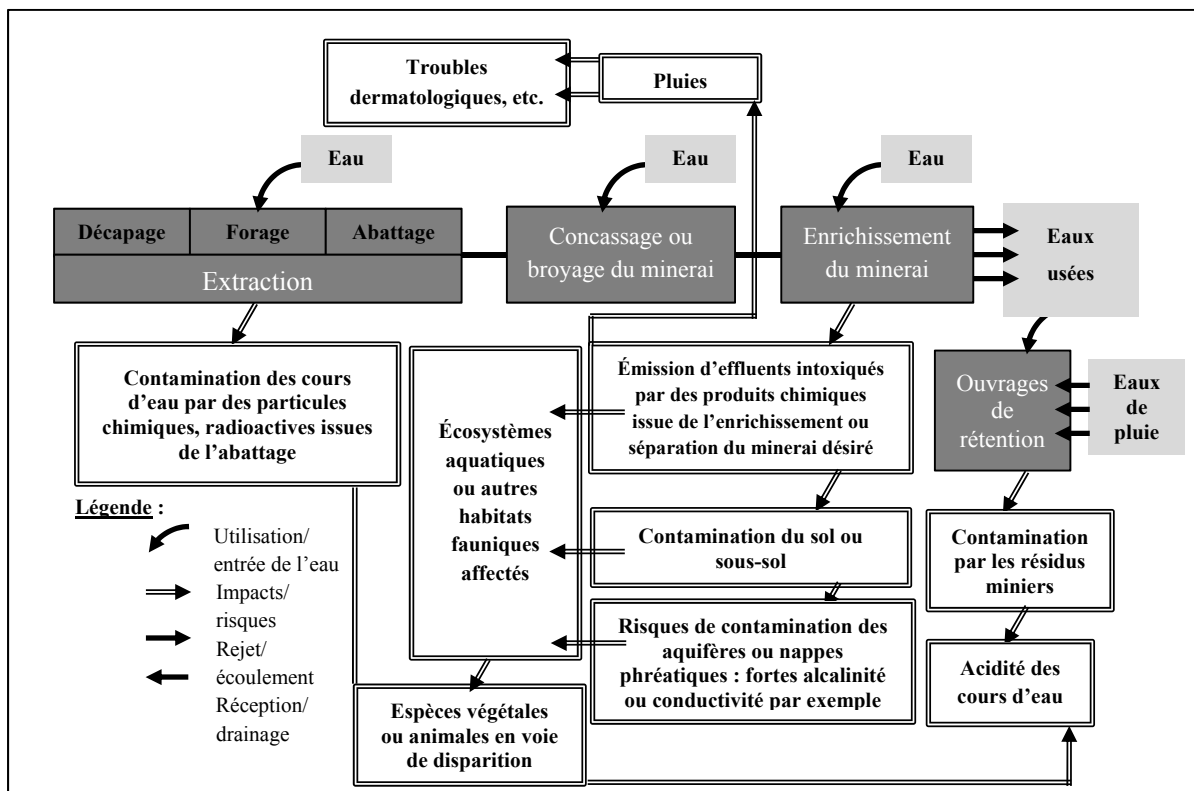 Troubles
dermatologiques, etc.
Pluies
Eau
Eau
Eau
Décapage
Forage
Abattage
Extraction
Concassage ou
broyage du minerai
Enrichissement
du minerai
Eaux
usées
Contamination des cours
d'eau par des particules
chimiques, radioactives issues
de l'abattage
Écosystèmes
aquatiques
ou autres
habitats
fauniques
affectés
Émission d'effluents intoxiqués
par des produits chimiques
issue de l'enrichissement ou
séparation du minerai désiré
Ouvrages
de
rétention
Eaux
de
pluie
Légende :
Utilisation/
entrée de l'eau
Impacts/
risques
Rejet/
écoulement
Réception/
drainage
Contamination du sol ou
sous-sol
Contamination
par les résidus
miniers
Risques de contamination des
aquifères ou nappes
phréatiques : fortes alcalinité
ou conductivité par exemple
Acidité des
cours d'eau
Espèces végétales
ou animales en voie
de disparition